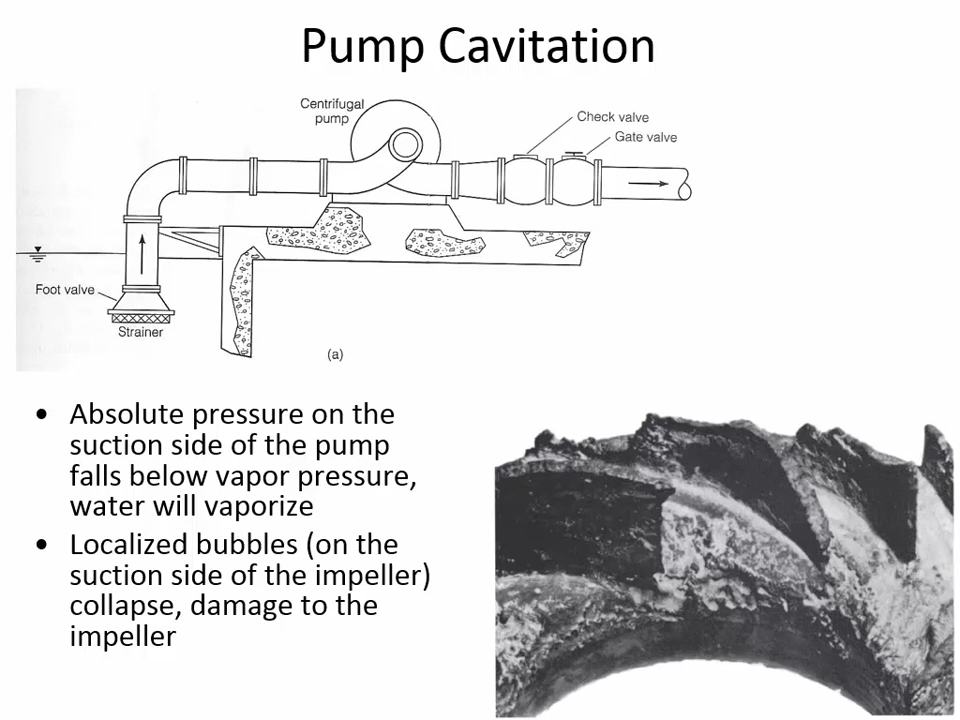 Pump Cavitation
Centrifugal
pump
Check valve
Gate valve
Foot valve
Strainer
(a)
• Absolute pressure on the
suction side of the pump
falls below vapor pressure,
water will vaporize
• Localized bubbles (on the
suction side of the impeller)
collapse, damage to the
impeller